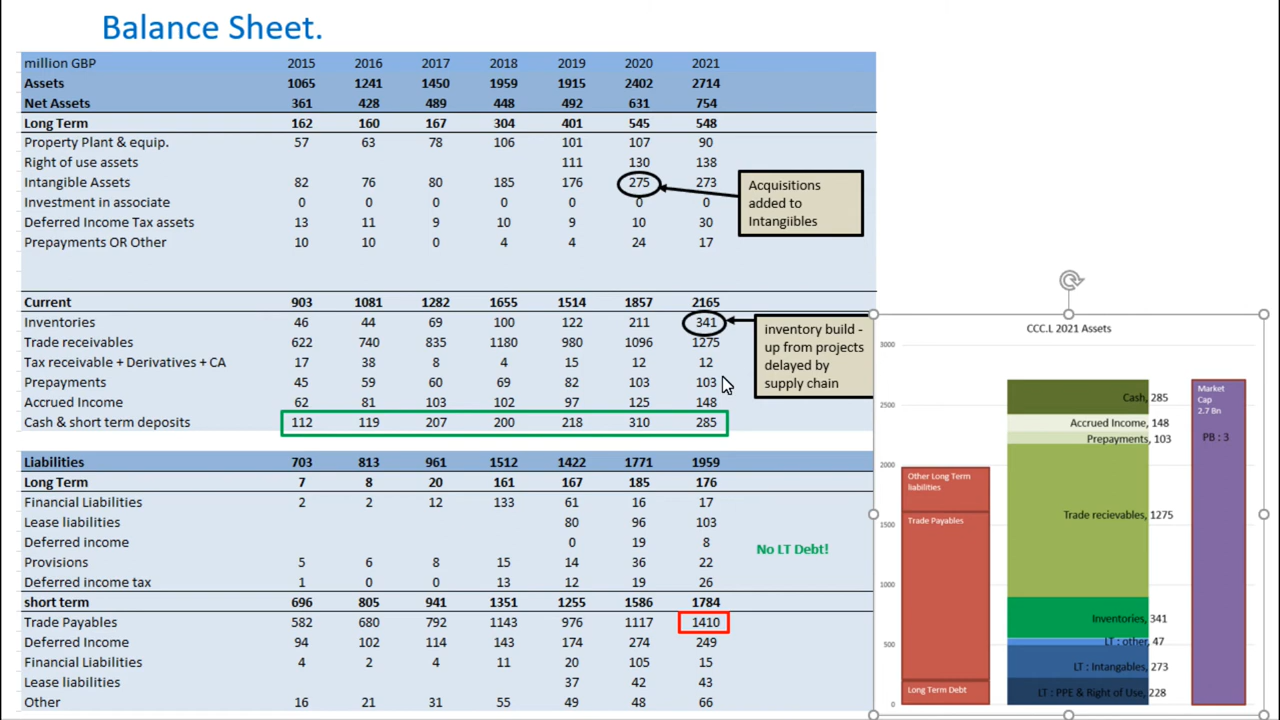 Balance Sheet.
million GBP 2015 2016 2017 2018 2019 2020 2021
Assets 1065 1241 1450 1959 1915 2402 2714
Net Assets 361 428 489 448 492 631 754
Long Term 162 160 167 304 401 545 548
Property Plant & equip. 57 63 78 106 101 107 90
Right of use assets 111 130 138
Intangible Assets 82 76 80 185 176 275 273
Investment in associate 0 0 0 0 0 0 0
Deferred Income Tax assets 13 11 9 10 9 10 30
Prepayments OR Other 10 10 0 4 4 24 17
Acquisitions
added to
Intangiibles
Current 903 1081 1282 1655 1514 1857 2165
Inventories 46 44 69 100 122 211 341
Trade receivables 622 740 835 1180 980 1096 1275
Tax receivable + Derivatives + CA 17 38 8 4 15 12 12
Prepayments 45 59 60 69 82 103 103
Accrued Income 62 81 103 102 97 125 148
Cash & short term deposits 112 119 207 200 218 310 285
inventory build -
up from projects
delayed by
supply chain
Liabilities 703 813 961 1512 1422 1771 1959
Long Term 7 8 20 161 167 185 176
Financial Liabilities 2 2 12 133 61 16 17
Lease liabilities 80 96 103
Deferred income 0 19 8
Provisions 5 6 8 15 14 36 22
Deferred income tax 1 0 0 13 12 19 26
No LT Debt!
short term 696 805 941 1351 1255 1586 1784
Trade Payables 582 680 792 1143 976 1117 1410
Deferred Income 94 102 114 143 174 274 249
Financial Liabilities 4 2 4 11 20 105 15
Lease liabilities 37 42 43
Other 16 21 31 55 49 48 66
CCC.L 2021 Assets
3000
2500
2000
1500
1000
500
0
Other Long Term
liabilities
Trade Payables
Long Term Debt
Cash, 285
Accrued Income, 148
Prepayments, 103
Trade recievables, 1275
Inventories, 341
LT : other, 47
LT : Intangables, 273
LT : PPE & Right of Use, 228
Market
Cap
2.7 Bn
PB : 3